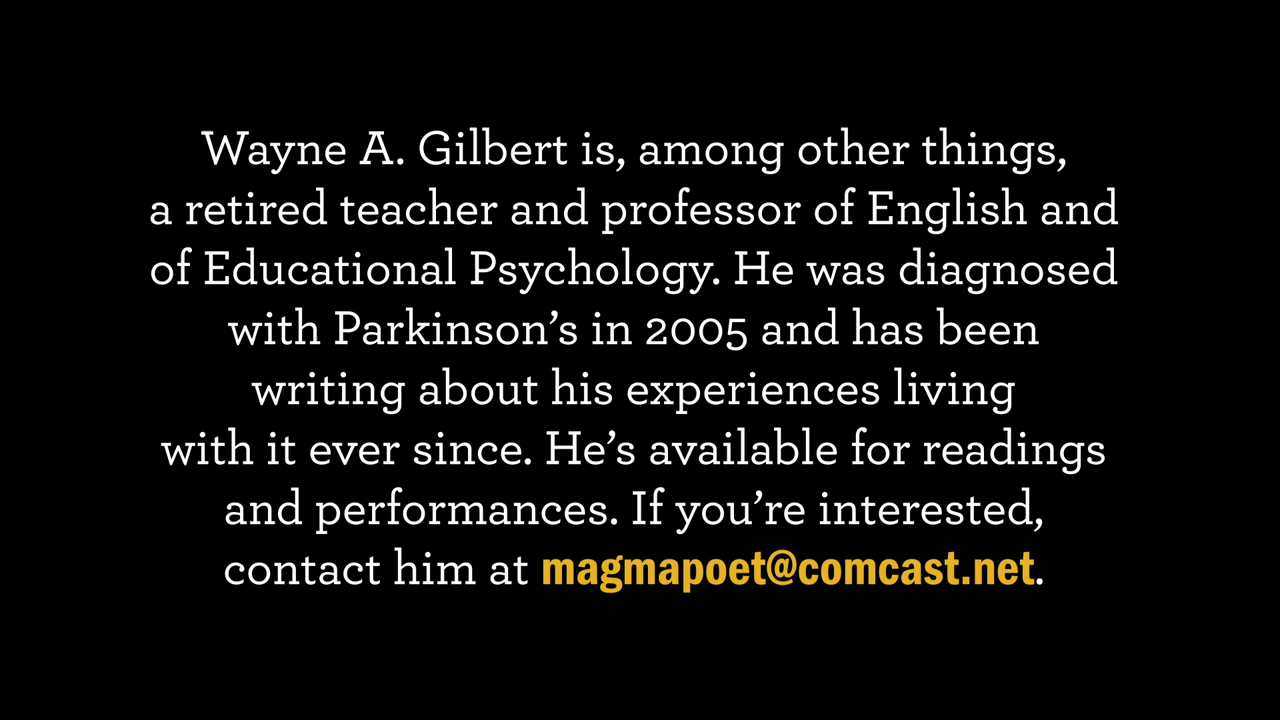 Wayne A. Gilbert is, among other things,
a retired teacher and professor of English and
of Educational Psychology. He was diagnosed
with Parkinson’s in 2005 and has been
writing about his experiences living
with it ever since. He’s available for readings
and performances. If you’re interested,
contact him at magmapoet@comcast.net.